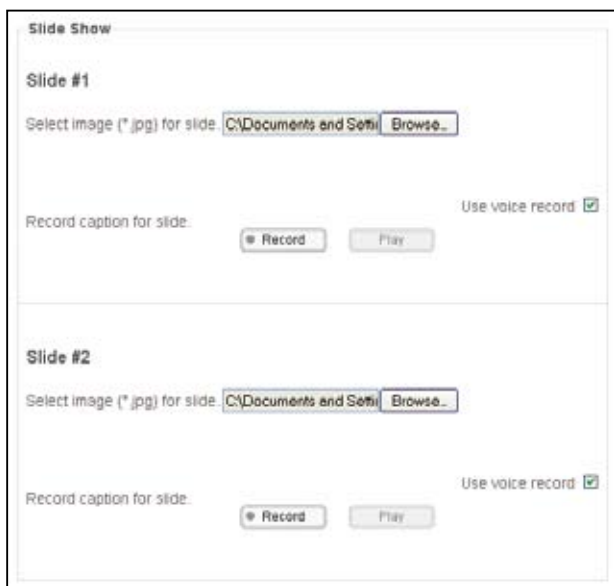 Slide Show
Slide #1
Select image (*.jpg) for slide. C:\Documents and Settin Browse...
Use voice record
Record caption for slide.
Record Play
Slide #2
Select image (*.jpg) for slide. C:\Documents and Settin Browse...
Use voice record
Record caption for slide.
Record Play